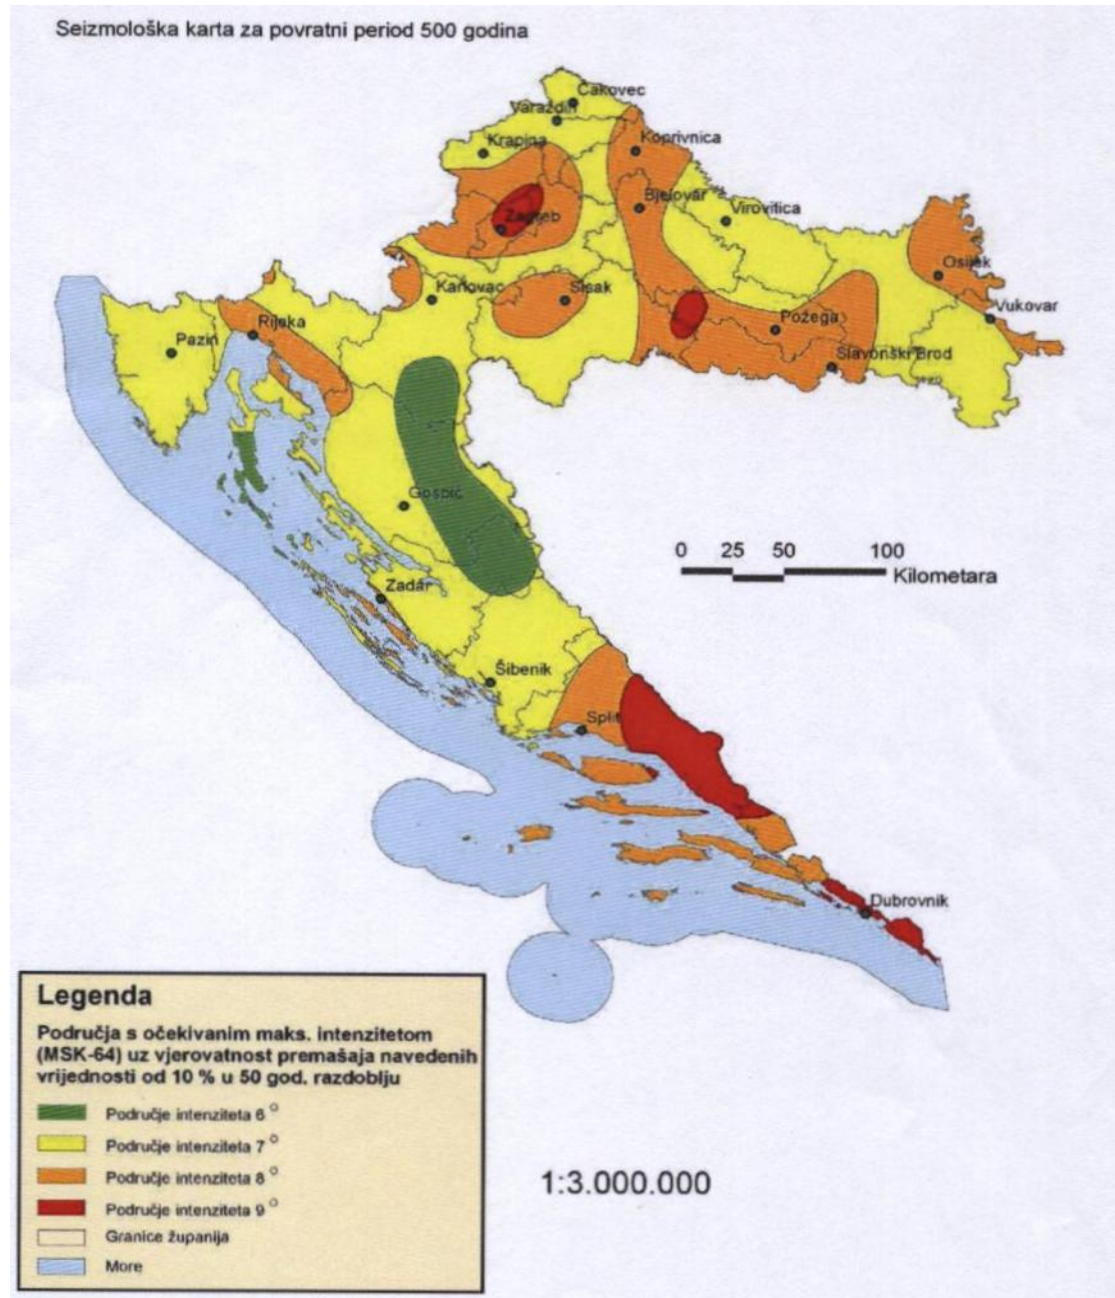 Seizmološka karta za povratni period 500 godina
Čakovec
Varaždin
Krapina
Koprivnica
Bjelovar
Virovitica
Zagreb
Osijek
Karlovac
Sisak
Vukovar
Rijeka
Požega
Pazin
Slavonski Brod
Gospić
0 25 50 100
Kilometara
Zadar
Šibenik
Split
Dubrovnik
Legenda
Područja s očekivanim maks. intenzitetom
(MSK-64) uz vjerovatnost premašaja navedenih
vrijednosti od 10 % u 50 god. razdoblju
Područje intenziteta 6 °
Područje intenziteta 7 °
Područje intenziteta 8 °
Područje intenziteta 9 °
Granice županija
More
1:3.000.000